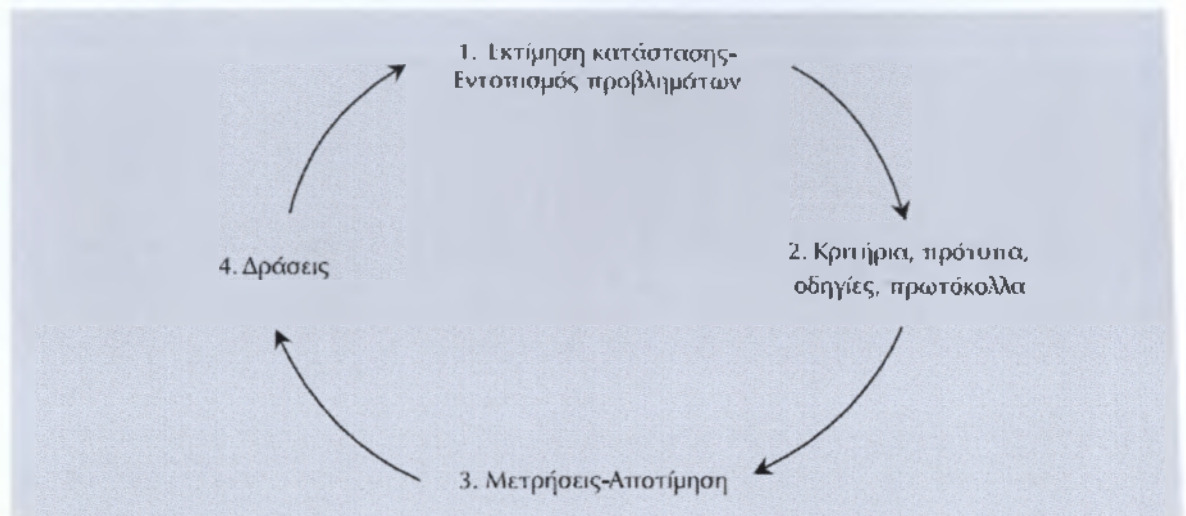 1. Εκτίμηση κατάστασης-
Εντοπισμός προβλημάτων
2. Κριτήρια, πρότυπα,
οδηγίες, πρωτόκολλα
3. Μετρήσεις-Αποτίμηση
4. Δράσεις